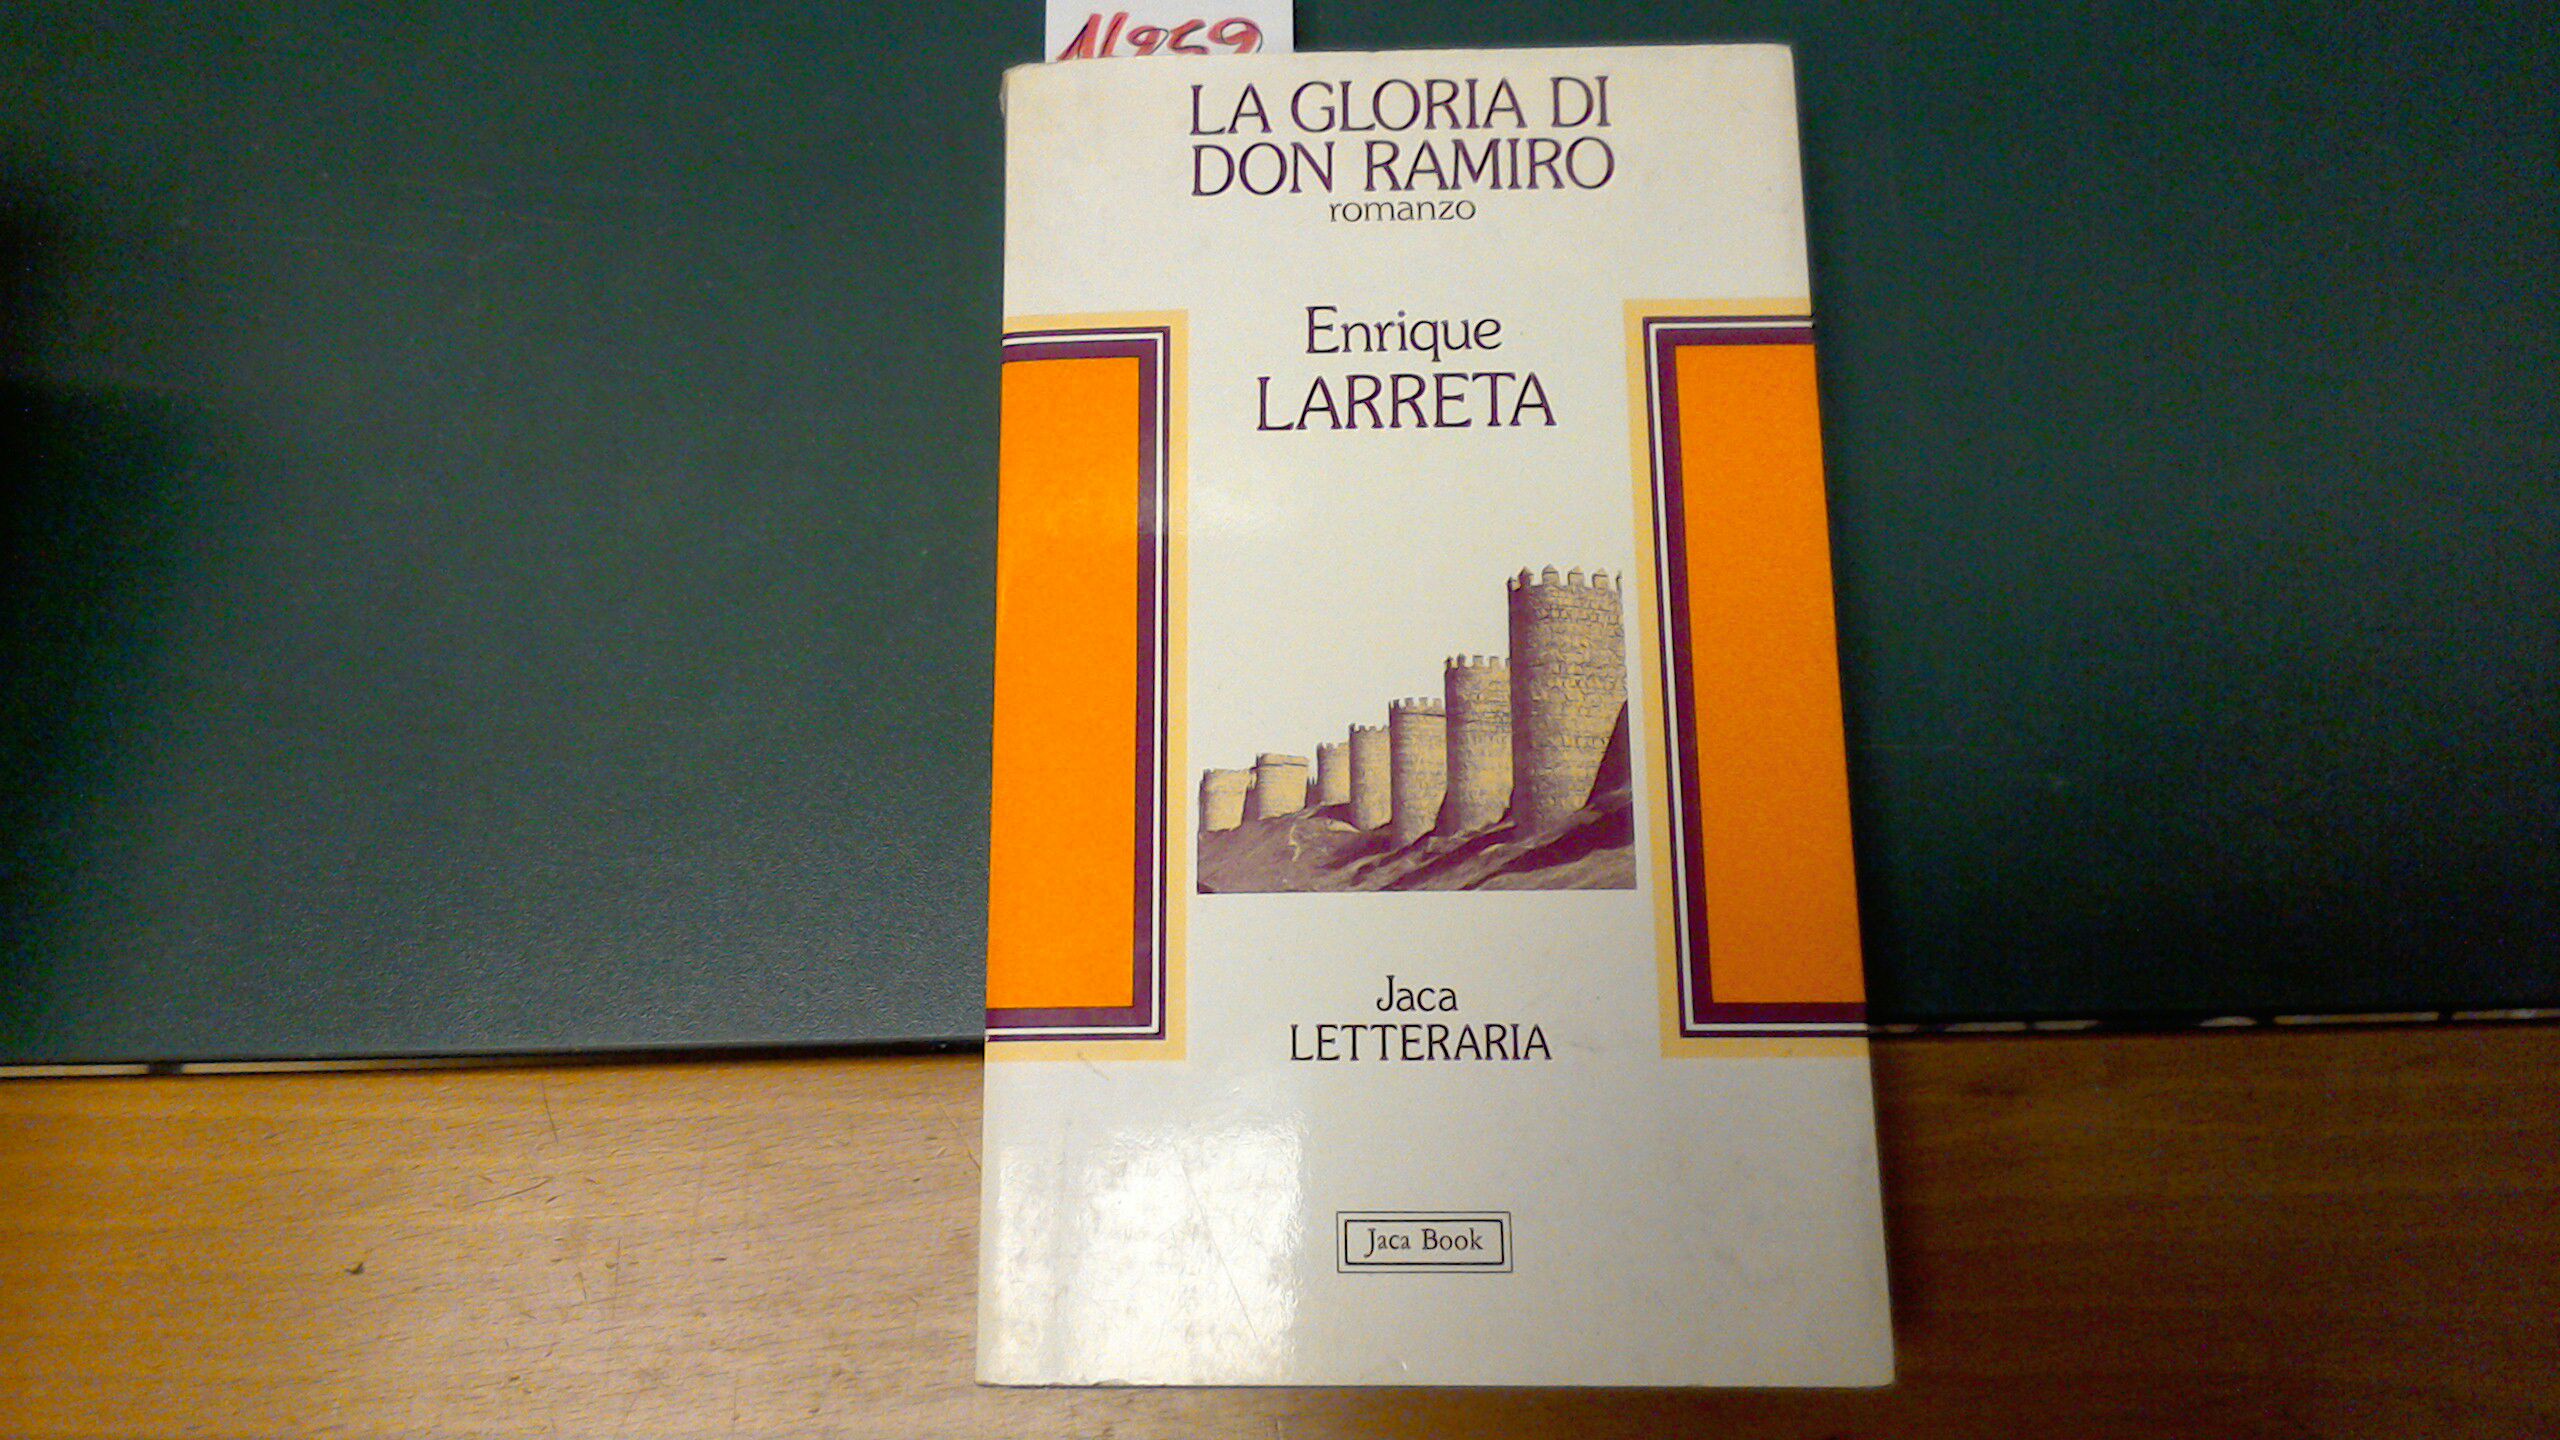 LA GLORIA DI
DON RAMIRO
romanzo
Enrique
LARRETA
Jaca
LETTERARIA
Jaca Book